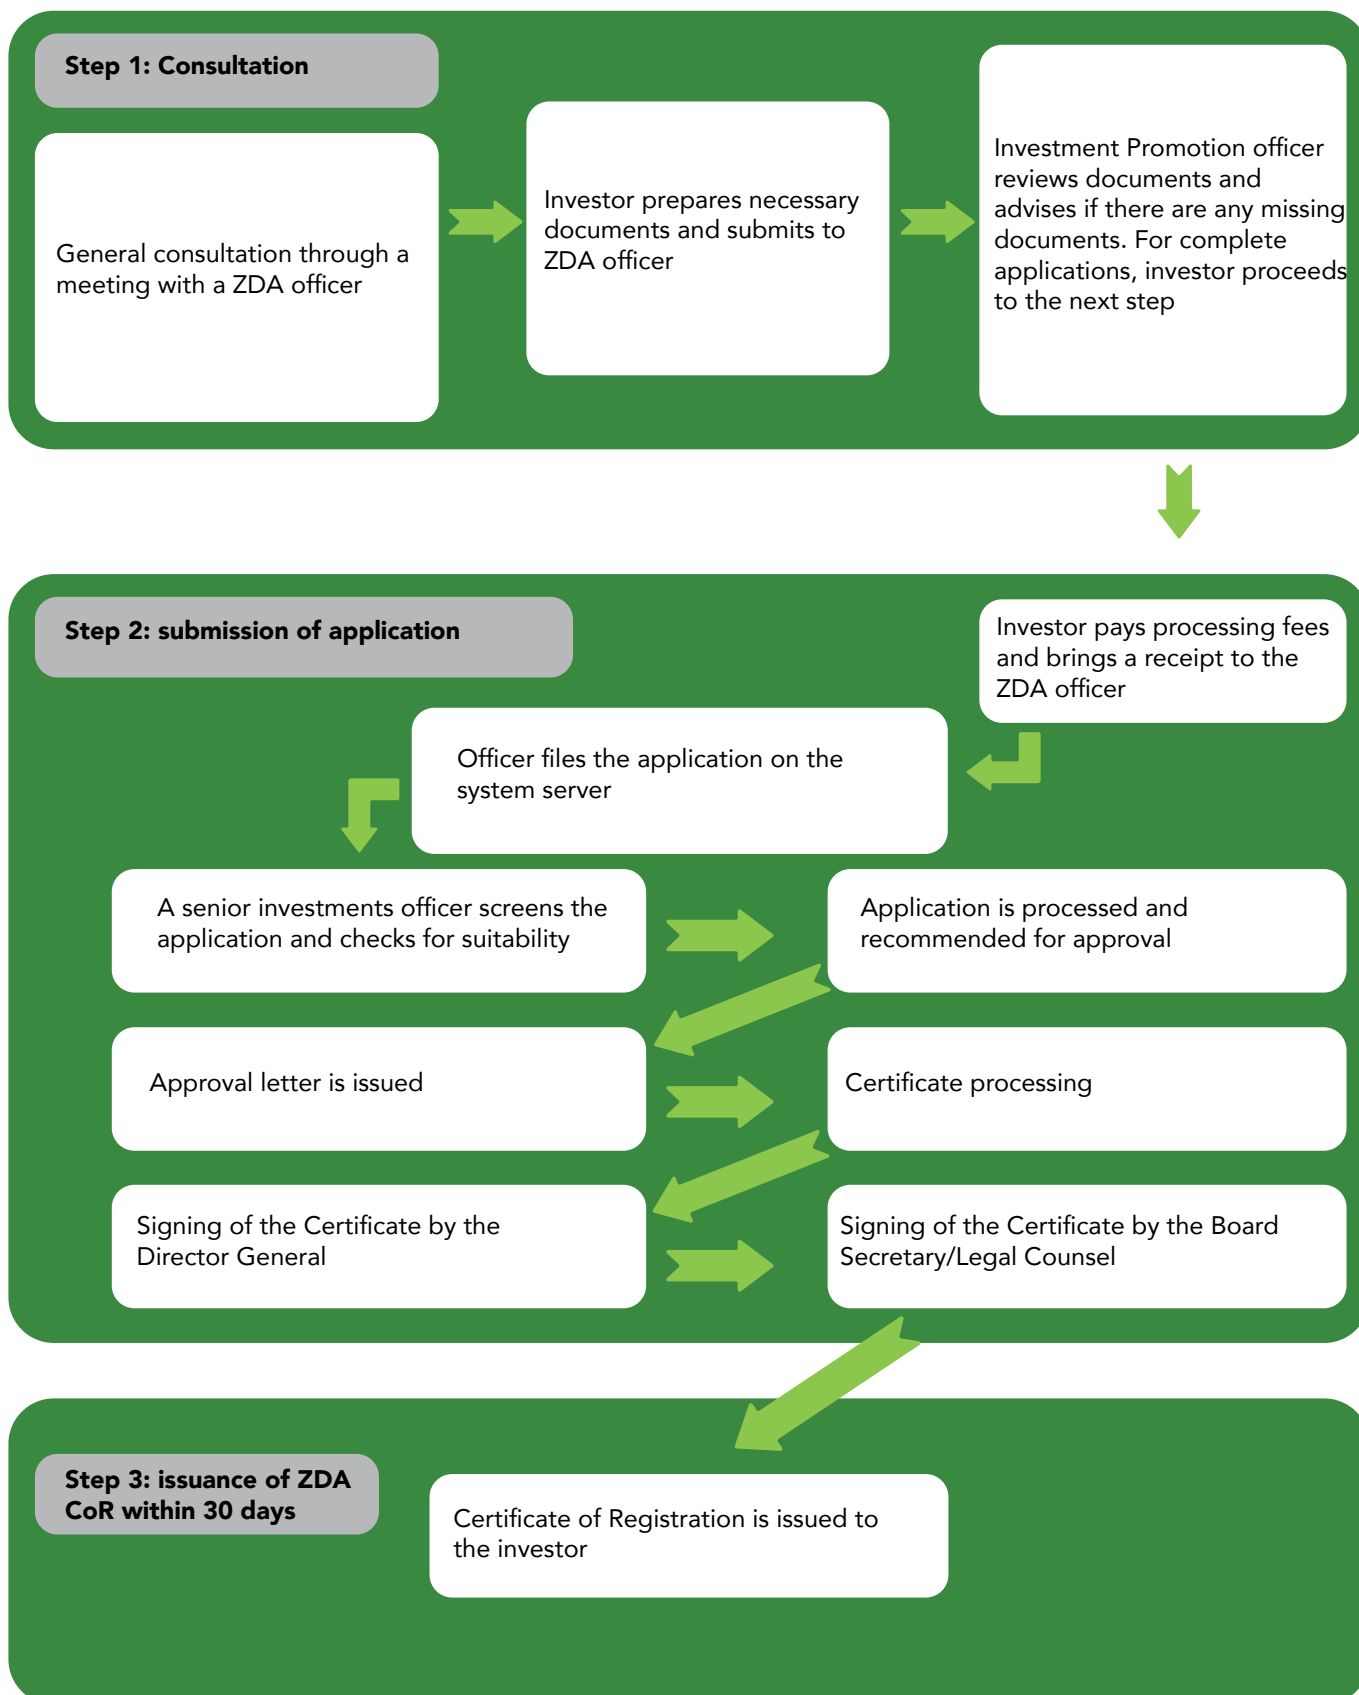 Step 1: Consultation
General consultation through a
meeting with a ZDA officer
Investor prepares necessary
documents and submits to
ZDA officer
Investment Promotion officer
reviews documents and
advises if there are any missing
documents. For complete
applications, investor proceeds
to the next step
Step 2: submission of application
Investor pays processing fees
and brings a receipt to the
ZDA officer
Officer files the application on the
system server
A senior investments officer screens the
application and checks for suitability
Application is processed and
recommended for approval
Approval letter is issued
Certificate processing
Signing of the Certificate by the
Director General
Signing of the Certificate by the Board
Secretary/Legal Counsel
Step 3: issuance of ZDA
CoR within 30 days
Certificate of Registration is issued to
the investor